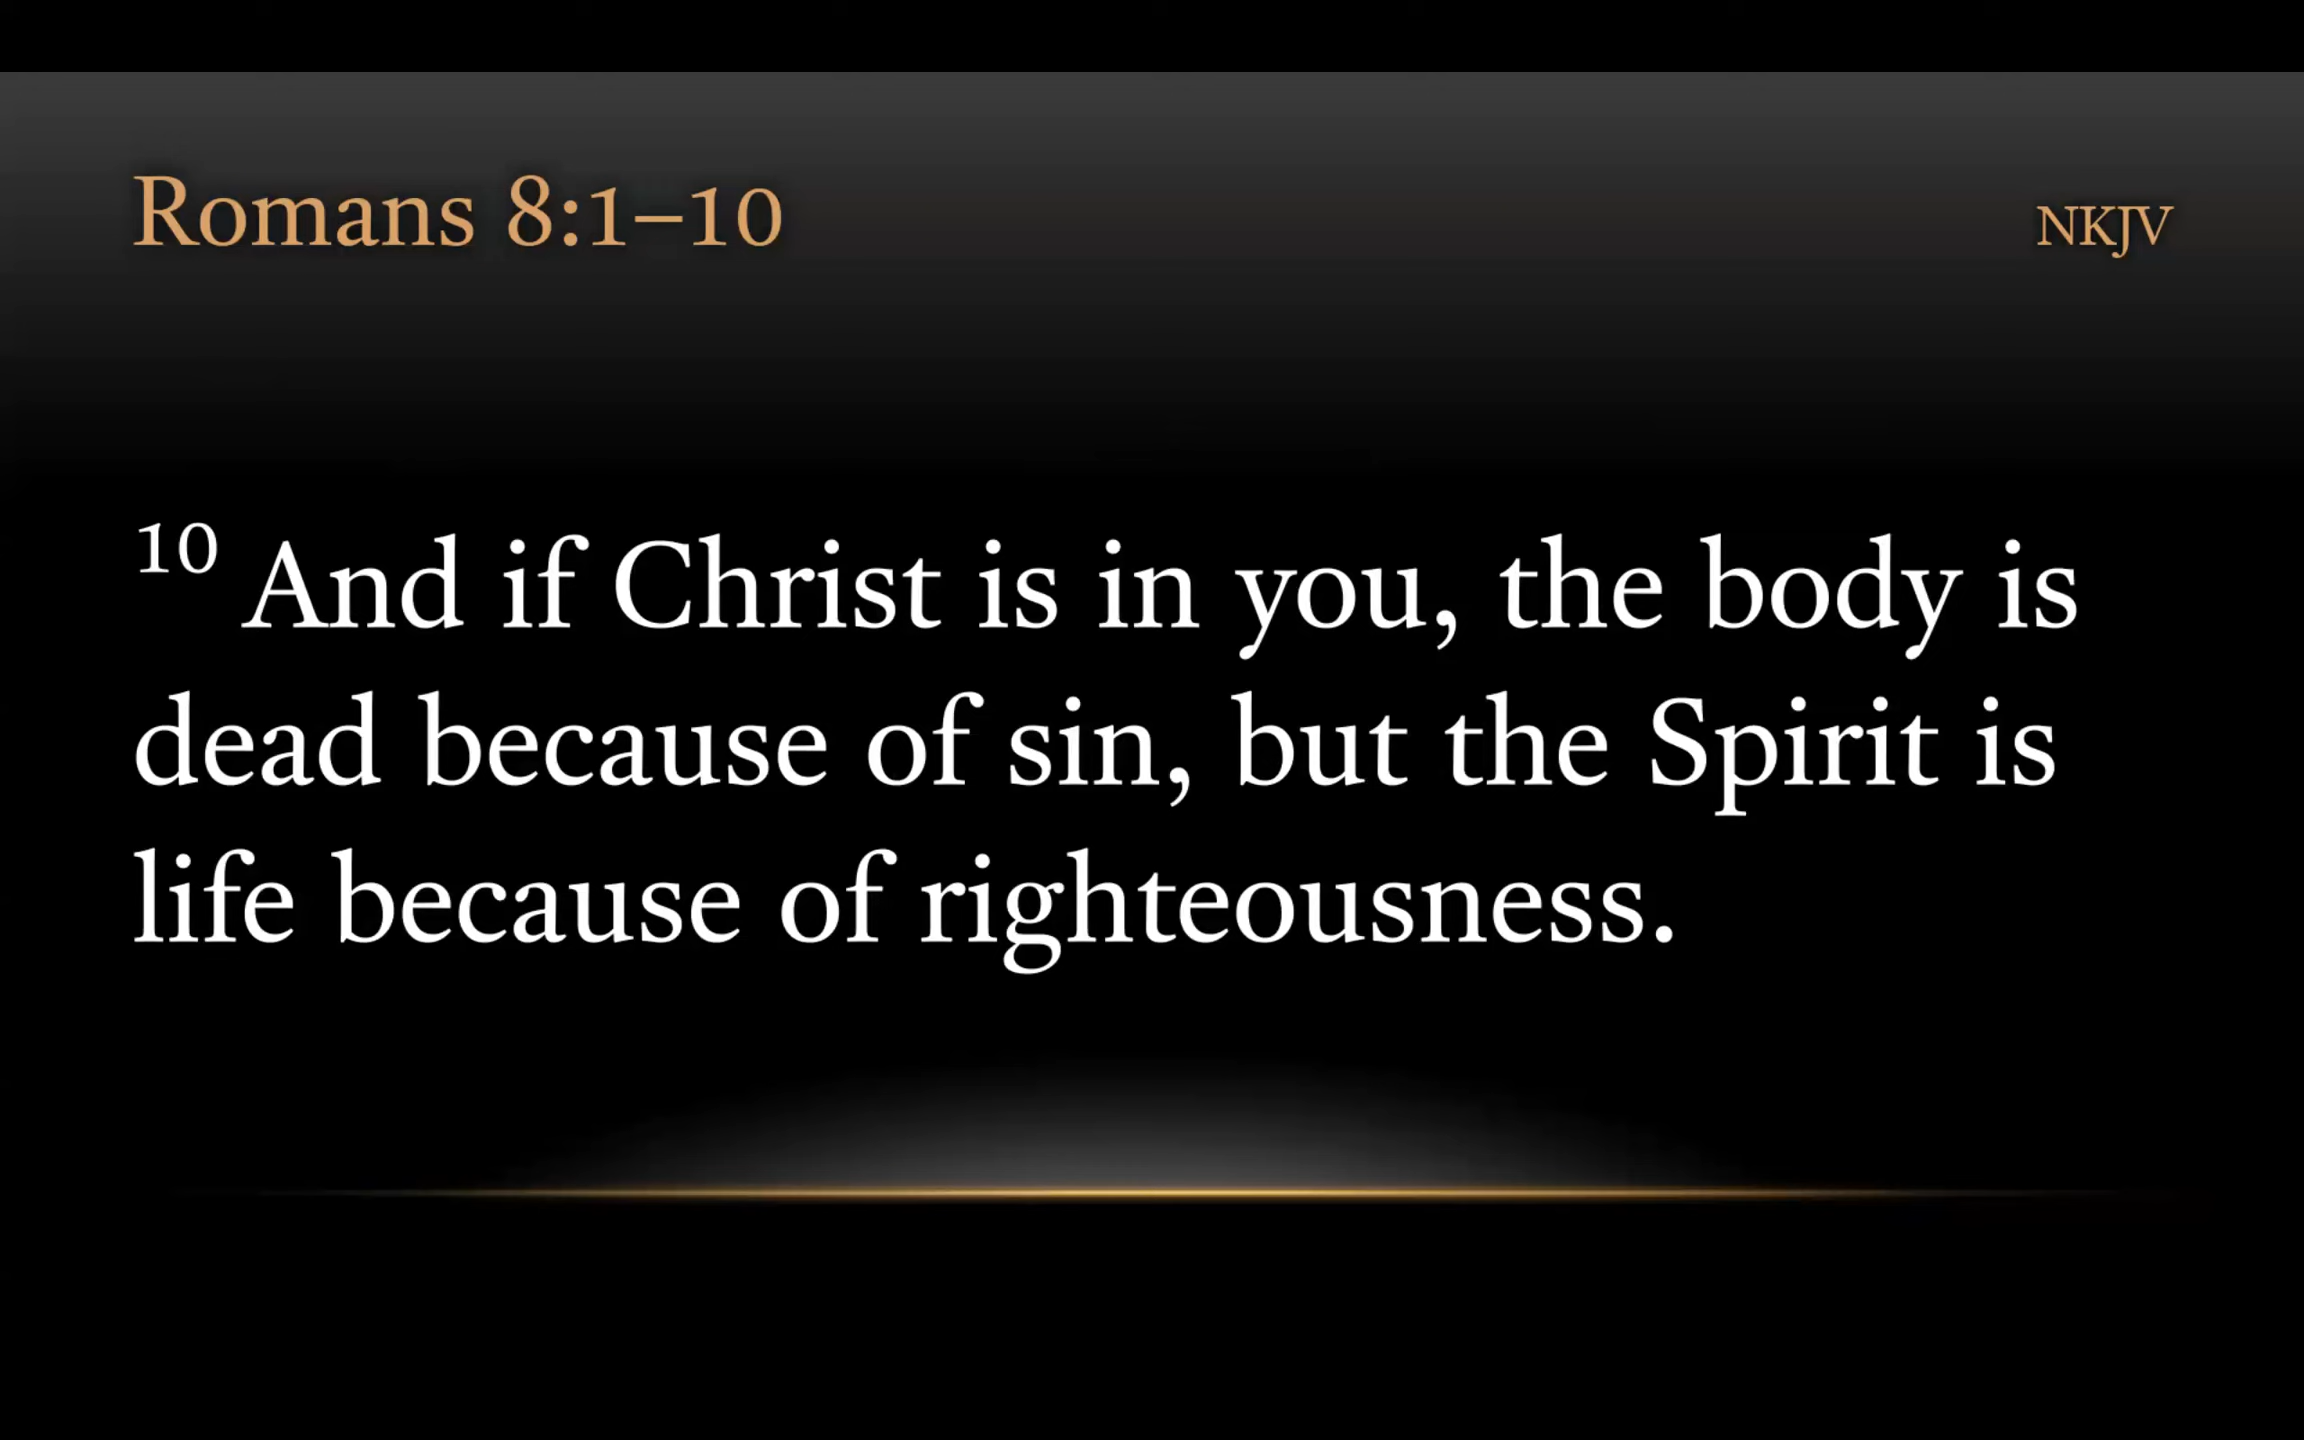 Romans 8:1–10
NKJV
10 And if Christ is in you, the body is
dead because of sin, but the Spirit is
life because of righteousness.